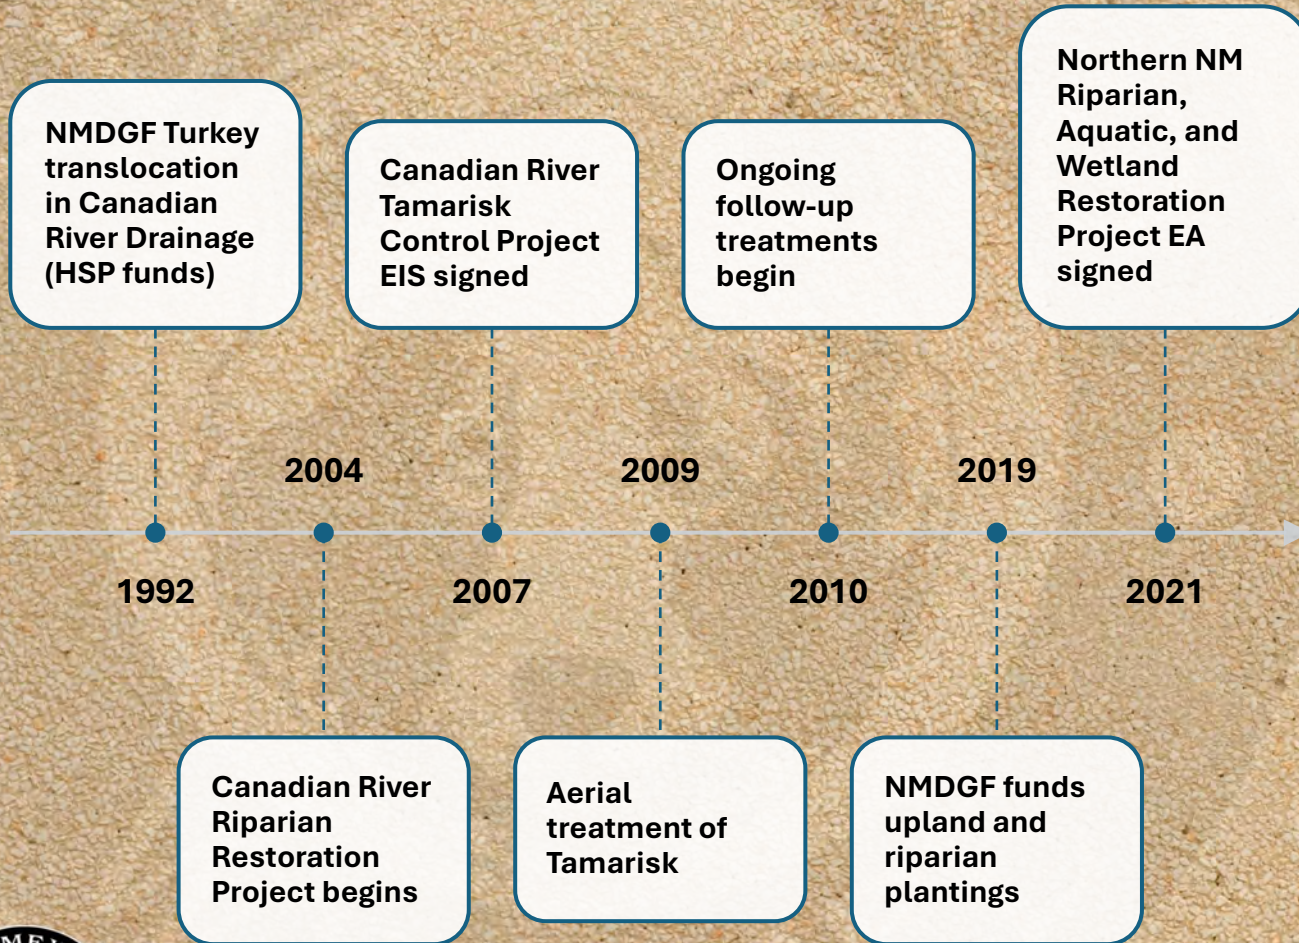 NMDGF Turkey
translocation
in Canadian
River Drainage
(HSP funds)
Canadian River
Tamarisk
Control Project
EIS signed
Ongoing
follow-up
treatments
begin
Northern NM
Riparian,
Aquatic, and
Wetland
Restoration
Project EA
signed
2004
2009
2019
1992
2007
2010
2021
Canadian River
Riparian
Restoration
Project begins
Aerial
treatment of
Tamarisk
NMDGF funds
upland and
riparian
plantings